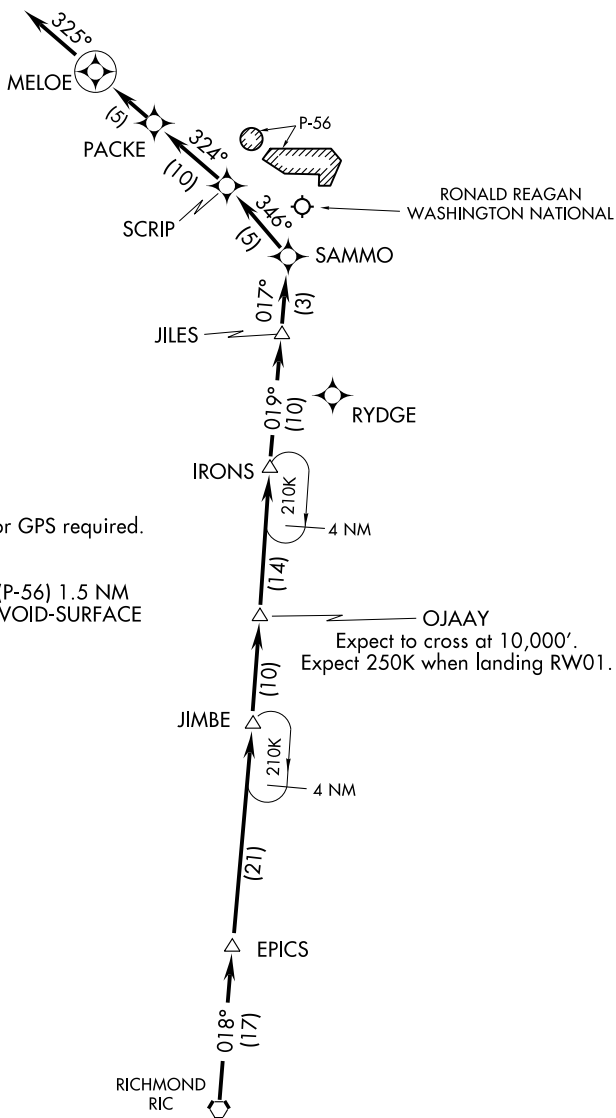 325°
MELOE
(5)
PACKE
P-56
324°
(10)
SCRIP
346°
(5)
RONALD REAGAN
WASHINGTON NATIONAL
SAMMO
017°
(3)
JILES
019°
(10)
RYDGE
IRONS
210K
4 NM
or GPS required.
(14)
(P-56) 1.5 NM
VOID-SURFACE
OJAAY
Expect to cross at 10,000'.
Expect 250K when landing RW01.
(10)
JIMBE
210K
4 NM
(21)
EPICS
018°
(17)
RICHMOND
RIC